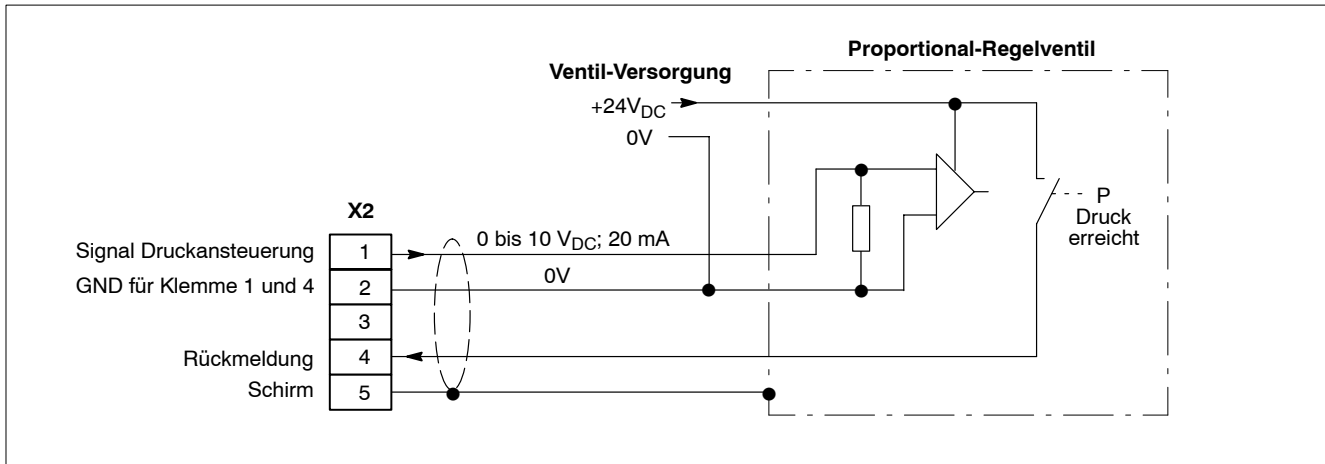 Proportional-Regelventil
Ventil-Versorgung
+24VDC
0V
X2
Signal Druckansteuerung 1 0 bis 10 VDC; 20 mA
GND für Klemme 1 und 4 2 0V
3
Rückmeldung 4
Schirm 5
P
Druck
erreicht